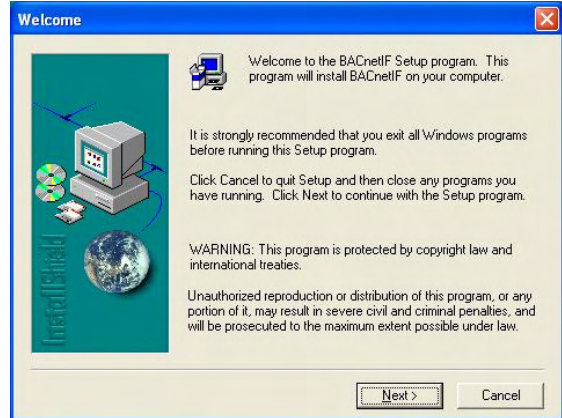 Welcome
Welcome to the BACnetIF Setup program. This
program will install BACnetIF on your computer.
It is strongly recommended that you exit all Windows programs
before running this Setup program.
Click Cancel to quit Setup and then close any programs you
have running. Click Next to continue with the Setup program.
WARNING: This program is protected by copyright law and
international treaties.
Unauthorized reproduction or distribution of this program, or any
portion of it, may result in severe civil and criminal penalties, and
will be prosecuted to the maximum extent possible under law.
InstallShield
Next >
Cancel